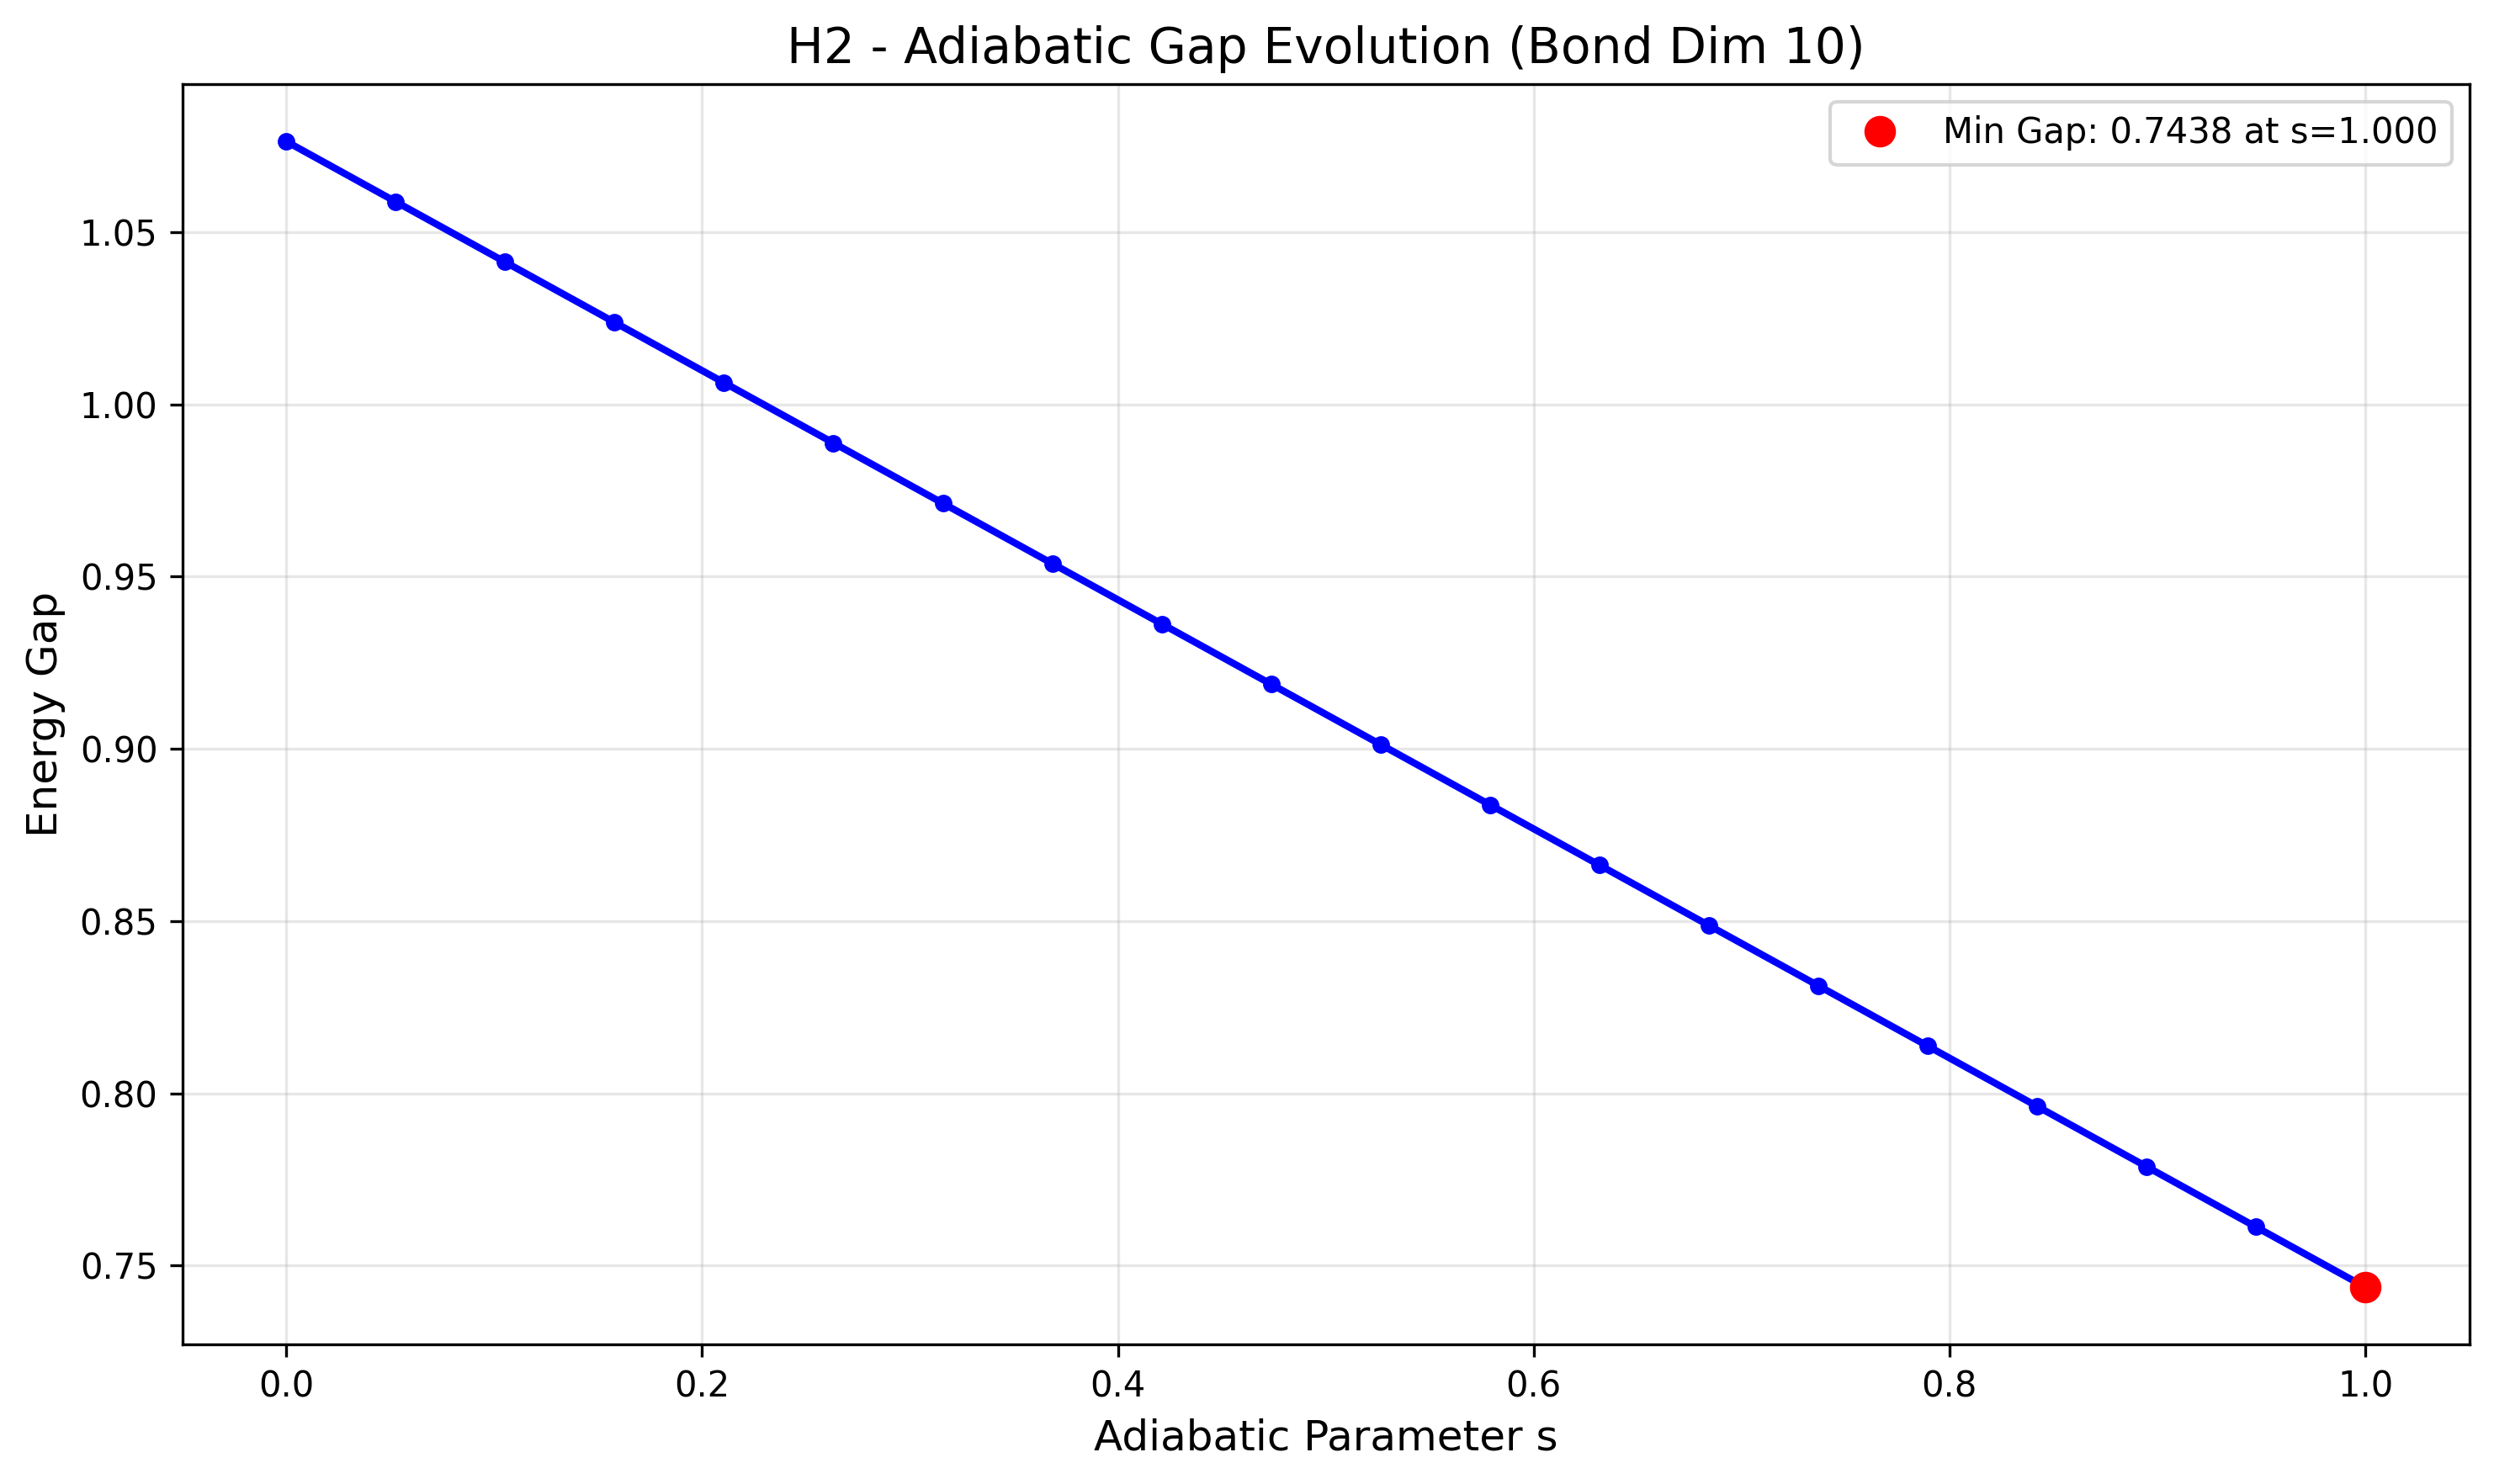 H2 - Adiabatic Gap Evolution (Bond Dim 10)
Min Gap: 0.7438 at s=1.000
Energy Gap
1.05
1.00
0.95
0.90
0.85
0.80
0.75
0.0 0.2 0.4 0.6 0.8 1.0
Adiabatic Parameter s